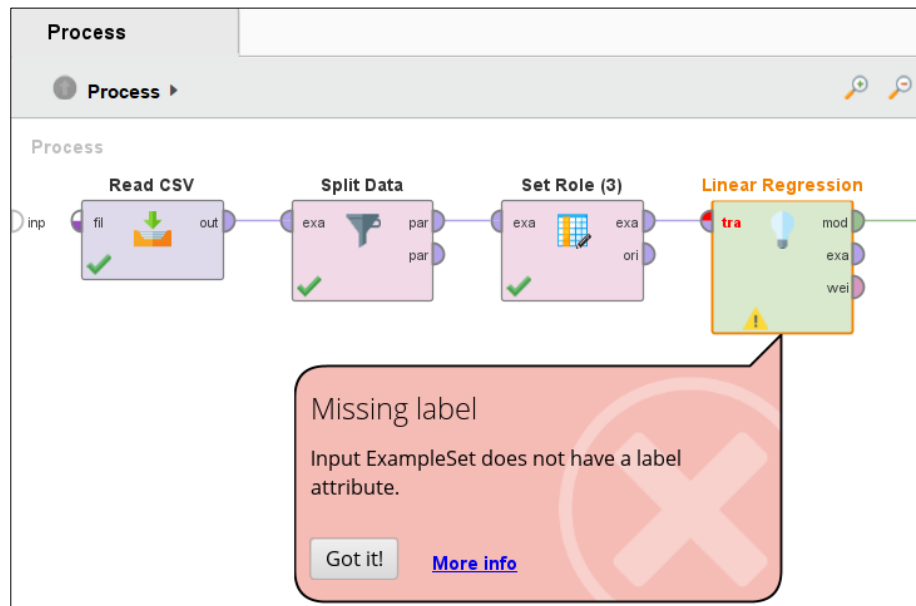 Process
Process
Process
Read CSV
Split Data
Set Role (3)
Linear Regression
inp
fil
out
exa
par
par
exa
exa
ori
tra
mod
exa
wei
Missing label
Input ExampleSet does not have a label
attribute.
Got it!
More info